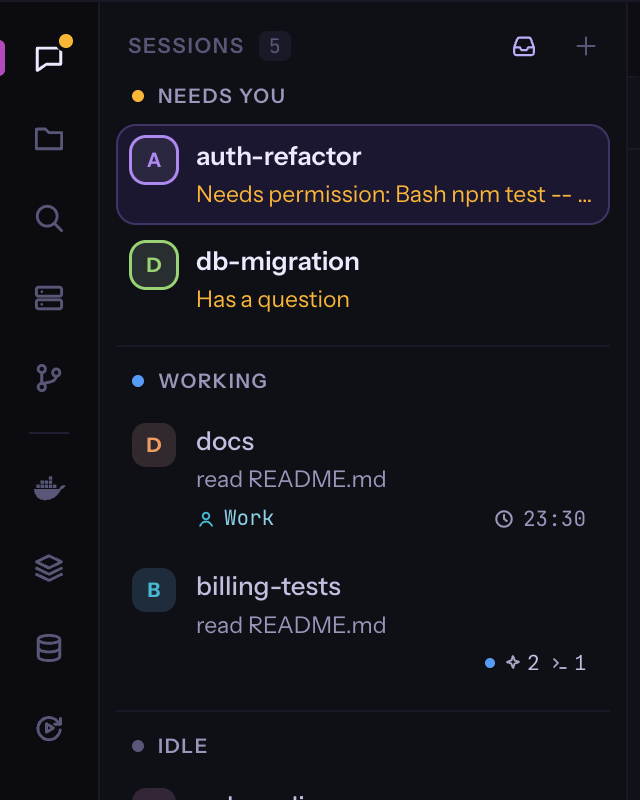 SESSIONS 5
NEEDS YOU
A auth-refactor
Needs permission: Bash npm test -- …
D db-migration
Has a question
WORKING
D docs
read README.md
Work 23:30
B billing-tests
read README.md
2 1
IDLE